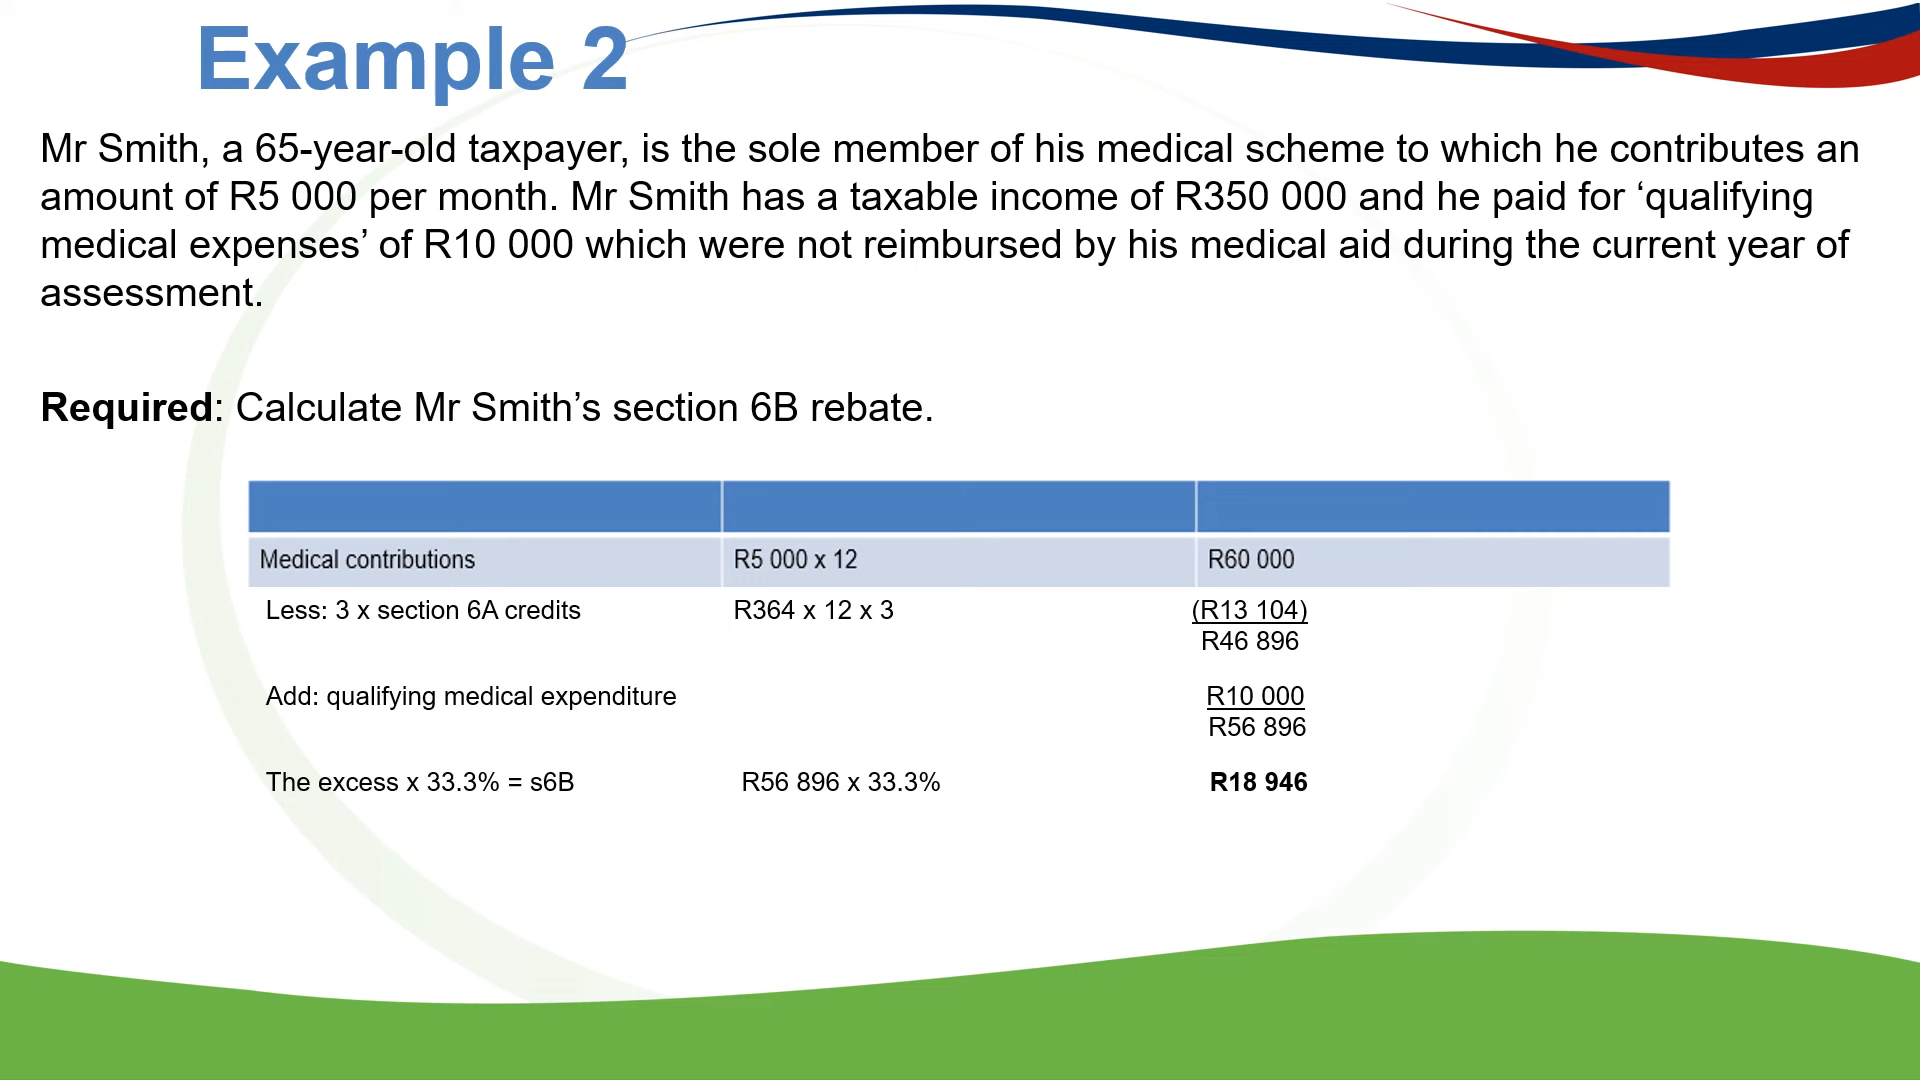 Example 2
Mr Smith, a 65-year-old taxpayer, is the sole member of his medical scheme to which he contributes an
amount of R5 000 per month. Mr Smith has a taxable income of R350 000 and he paid for ‘qualifying
medical expenses’ of R10 000 which were not reimbursed by his medical aid during the current year of
assessment.
Required: Calculate Mr Smith’s section 6B rebate.
Medical contributions R5 000 x 12 R60 000
Less: 3 x section 6A credits R364 x 12 x 3 (R13 104)
R46 896
Add: qualifying medical expenditure R10 000
R56 896
The excess x 33.3% = s6B R56 896 x 33.3% R18 946